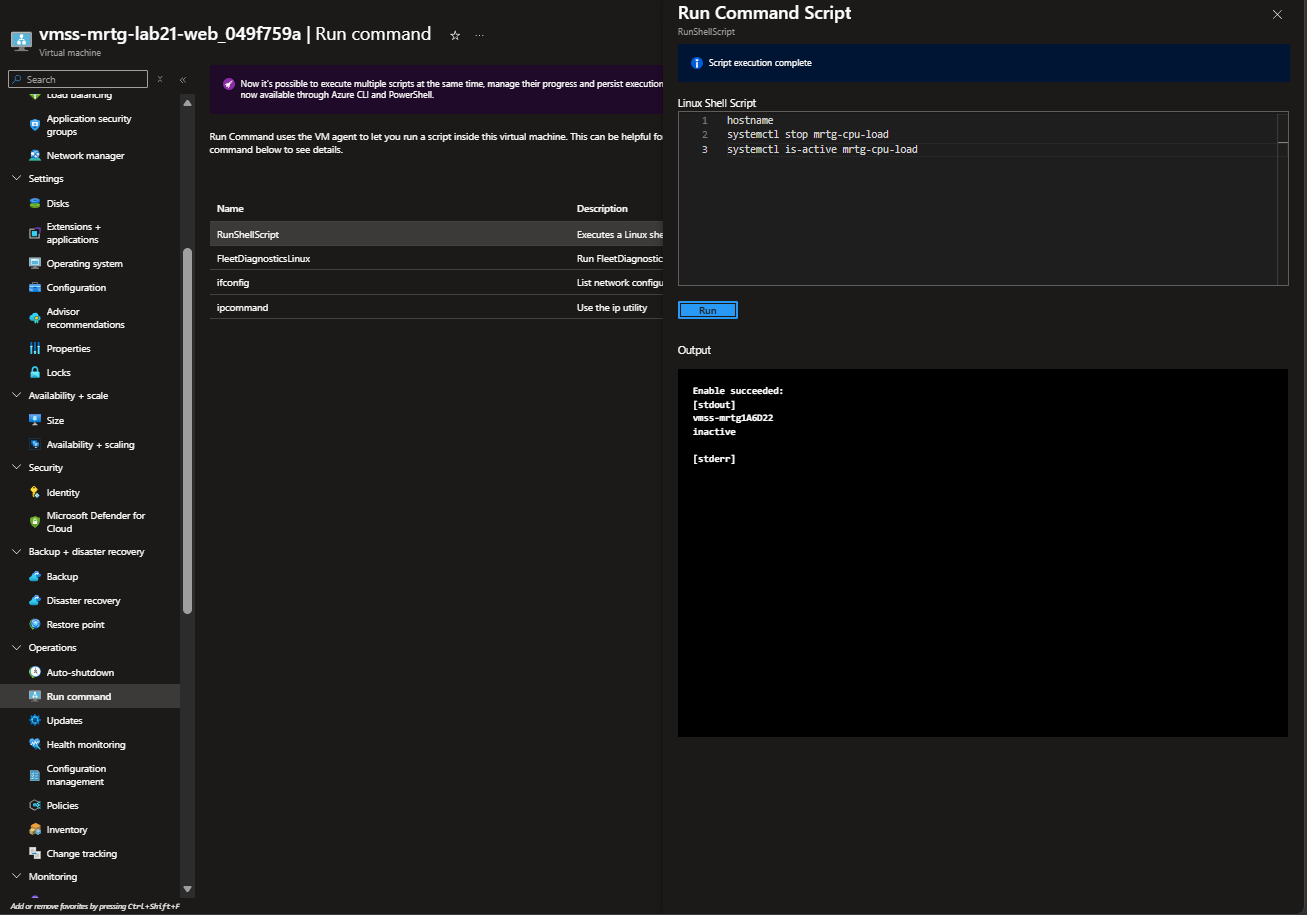 vmss-mrtg-lab21-web_049f759a | Run command
Virtual machine
Search
Load balancing
Application security
groups
Network manager
Settings
Disks
Extensions +
applications
Operating system
Configuration
Advisor
recommendations
Properties
Locks
Availability + scale
Size
Availability + scaling
Security
Identity
Microsoft Defender for
Cloud
Backup + disaster recovery
Backup
Disaster recovery
Restore point
Operations
Auto-shutdown
Run command
Updates
Health monitoring
Configuration
management
Policies
Inventory
Change tracking
Monitoring
Add or remove favorites by pressing Ctrl+Shift+F
Now it's possible to execute multiple scripts at the same time, manage their progress and persist execution
now available through Azure CLI and PowerShell.
Run Command uses the VM agent to let you run a script inside this virtual machine. This can be helpful fo
command below to see details.
Name Description
RunShellScript Executes a Linux she
FleetDiagnosticsLinux Run FleetDiagnostic
ifconfig List network configu
ipcommand Use the ip utility
Run Command Script
RunShellScript
Script execution complete
Linux Shell Script
1 hostname
2 systemctl stop mrtg-cpu-load
3 systemctl is-active mrtg-cpu-load
Run
Output
Enable succeeded:
[stdout]
vmss-mrtg1A6D22
inactive
[stderr]